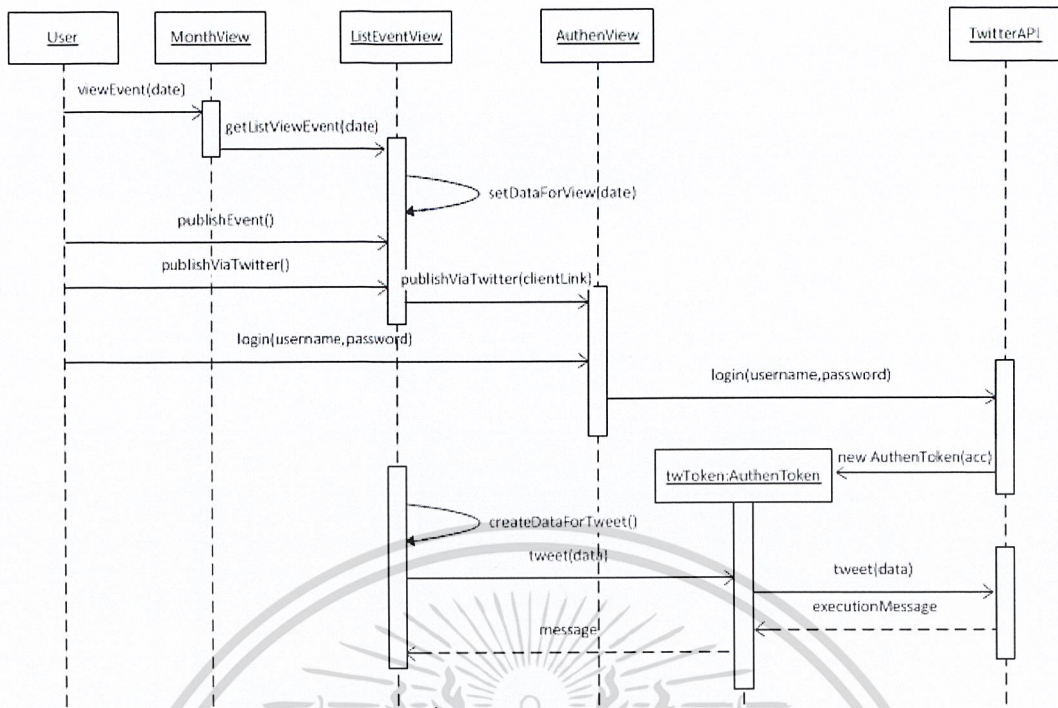 User
MonthView
ListEventView
AuthenView
TwitterAPI
viewEvent(date)
getListViewEvent(date)
setDataForView(date)
publishEvent()
publishViaTwitter()
publishViaTwitter(clientLink)
login(username,password)
login(username,password)
new AuthenToken(acc)
twToken:AuthenToken
createDataForTweet()
tweet(data)
tweet(data)
executionMessage
message